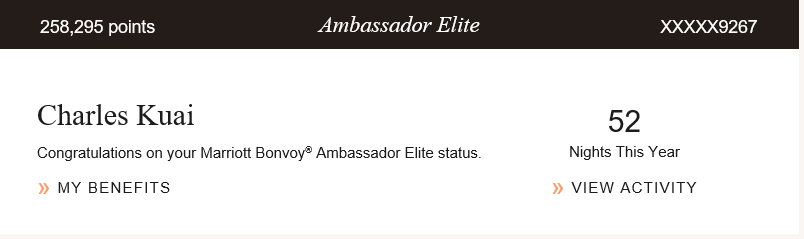 258,295 points Ambassador Elite XXXXX9267
Charles Kuai
52
Congratulations on your Marriott Bonvoy® Ambassador Elite status.
Nights This Year
» MY BENEFITS
» VIEW ACTIVITY